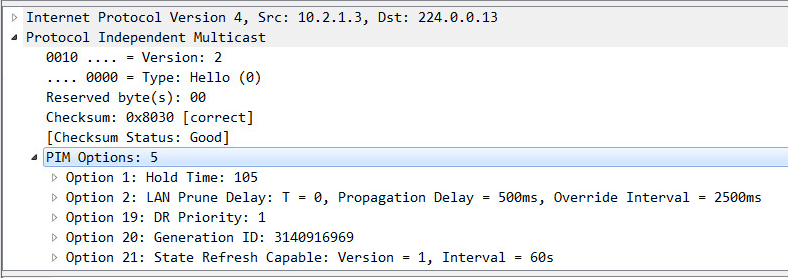 Internet Protocol Version 4, Src: 10.2.1.3, Dst: 224.0.0.13
Protocol Independent Multicast
0010 .... = Version: 2
.... 0000 = Type: Hello (0)
Reserved byte(s): 00
Checksum: 0x8030 [correct]
[Checksum Status: Good]
PIM Options: 5
Option 1: Hold Time: 105
Option 2: LAN Prune Delay: T = 0, Propagation Delay = 500ms, Override Interval = 2500ms
Option 19: DR Priority: 1
Option 20: Generation ID: 3140916969
Option 21: State Refresh Capable: Version = 1, Interval = 60s